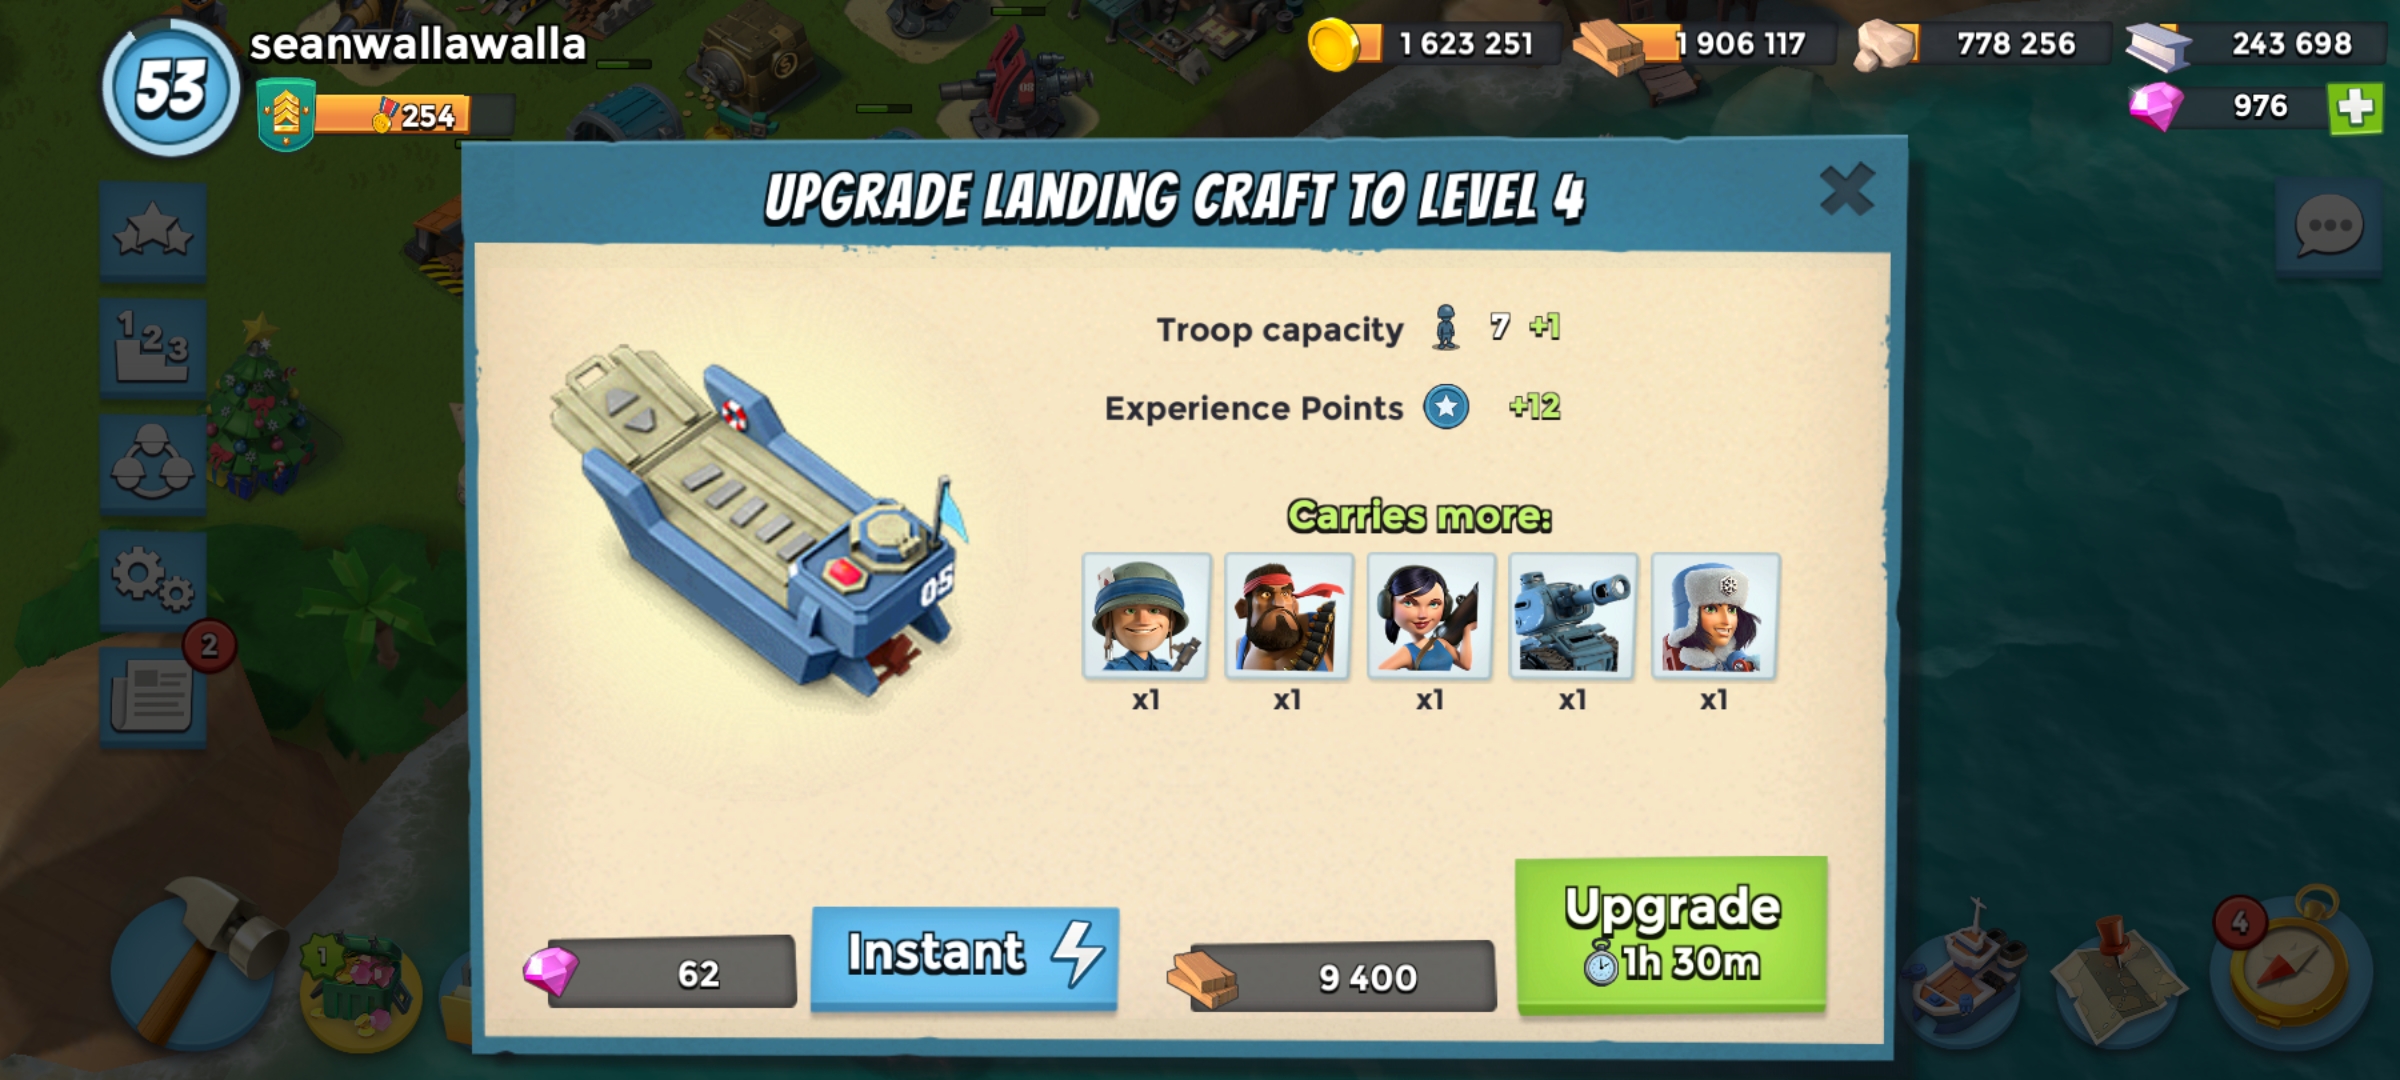 53
seanwallawalla
254
1 623 251
1 906 117
778 256
243 698
976
UPGRADE LANDING CRAFT TO LEVEL 4
Troop capacity 7 +1
Experience Points +12
Carries more:
x1 x1 x1 x1 x1
05
123
2
1
62
Instant
9 400
Upgrade
1h 30m
4